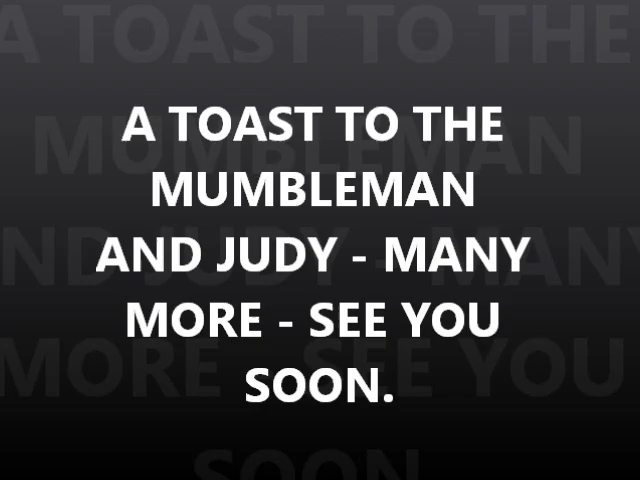 A TOAST TO THE
MUMBLEMAN
AND JUDY - MANY
MORE - SEE YOU
SOON.